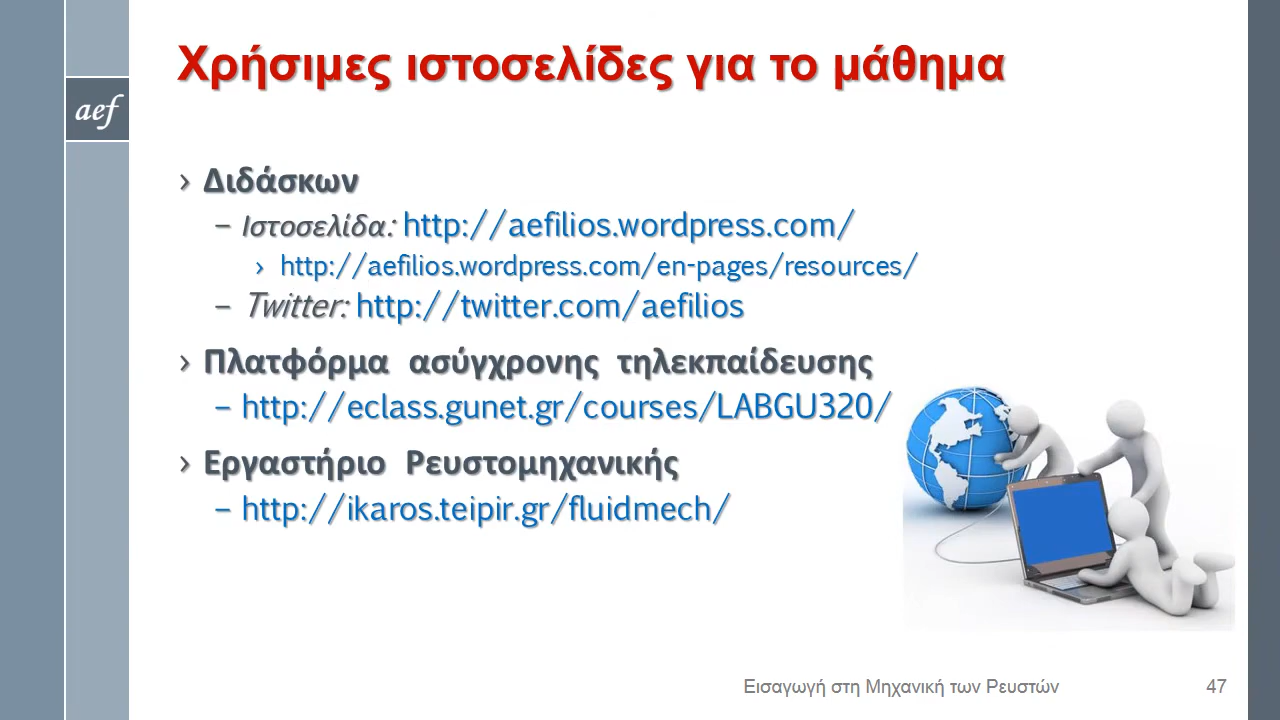 Χρήσιμες ιστοσελίδες για το μάθημα
aef
› Διδάσκων
– Ιστοσελίδα: http://aefilios.wordpress.com/
› http://aefilios.wordpress.com/en-pages/resources/
– Twitter: http://twitter.com/aefilios
› Πλατφόρμα ασύγχρονης τηλεκπαίδευσης
– http://eclass.gunet.gr/courses/LABGU320/
› Εργαστήριο Ρευστομηχανικής
– http://ikaros.teipir.gr/fluidmech/
Εισαγωγή στη Μηχανική των Ρευστών 47